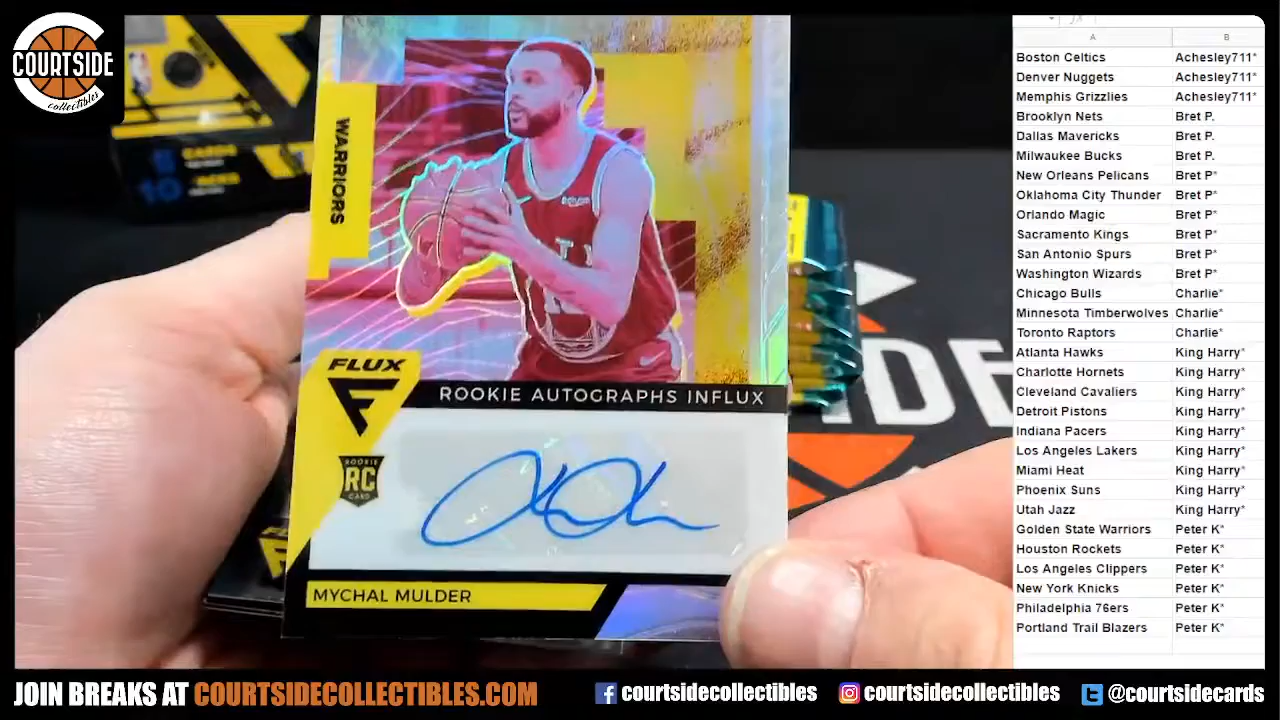 COURTSIDE
collectibles
WARRIORS
FLUX
ROOKIE AUTOGRAPHS INFLUX
ROOKIE
RC
CARD
MYCHAL MULDER
FLUX
CARDS
10
A B
Boston Celtics Achesley711*
Denver Nuggets Achesley711*
Memphis Grizzlies Achesley711*
Brooklyn Nets Bret P.
Dallas Mavericks Bret P.
Milwaukee Bucks Bret P.
New Orleans Pelicans Bret P*
Oklahoma City Thunder Bret P*
Orlando Magic Bret P*
Sacramento Kings Bret P*
San Antonio Spurs Bret P*
Washington Wizards Bret P*
Chicago Bulls Charlie*
Minnesota Timberwolves Charlie*
Toronto Raptors Charlie*
Atlanta Hawks King Harry*
Charlotte Hornets King Harry*
Cleveland Cavaliers King Harry*
Detroit Pistons King Harry*
Indiana Pacers King Harry*
Los Angeles Lakers King Harry*
Miami Heat King Harry*
Phoenix Suns King Harry*
Utah Jazz King Harry*
Golden State Warriors Peter K*
Houston Rockets Peter K*
Los Angeles Clippers Peter K*
New York Knicks Peter K*
Philadelphia 76ers Peter K*
Portland Trail Blazers Peter K*
JOIN BREAKS AT COURTSIDECOLLECTIBLES.COM
courtsidecollectibles
courtsidecollectibles
@courtsidecards